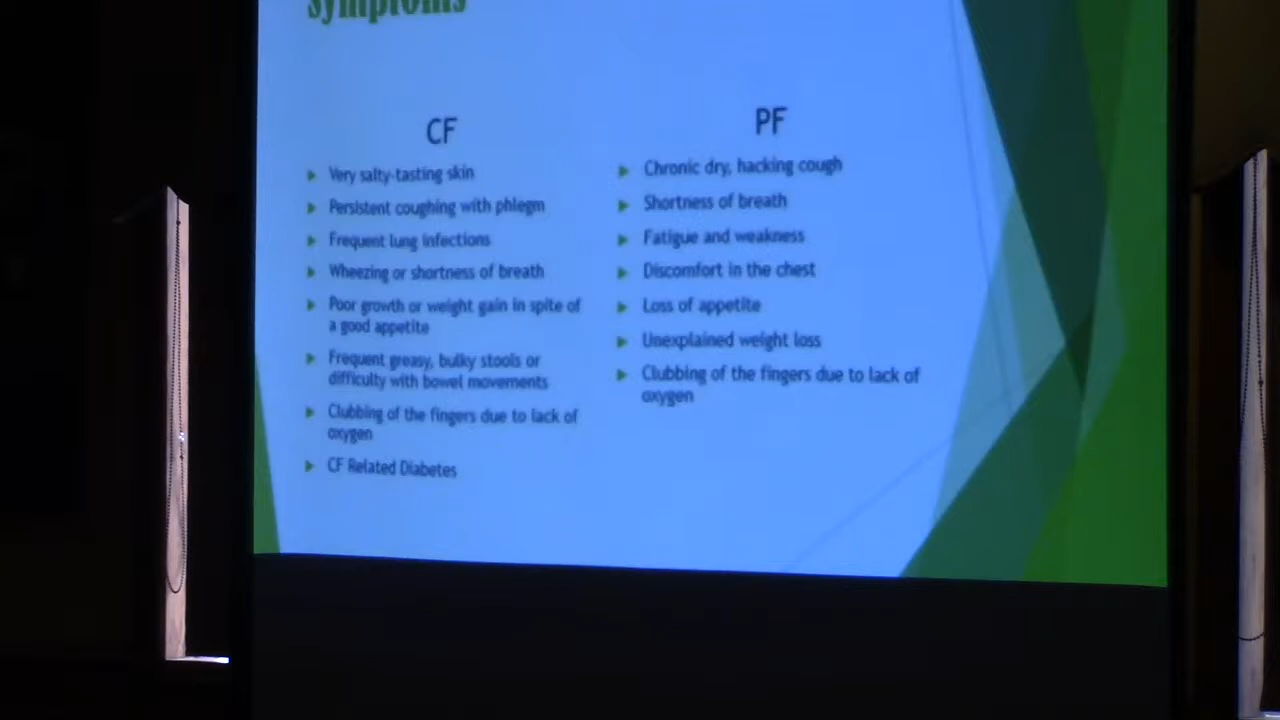 symptoms
CF
Very salty-tasting skin
Persistent coughing with phlegm
Frequent lung infections
Wheezing or shortness of breath
Poor growth or weight gain in spite of
a good appetite
Frequent greasy, bulky stools or
difficulty with bowel movements
Clubbing of the fingers due to lack of
oxygen
CF Related Diabetes
PF
Chronic dry, hacking cough
Shortness of breath
Fatigue and weakness
Discomfort in the chest
Loss of appetite
Unexplained weight loss
Clubbing of the fingers due to lack of
oxygen